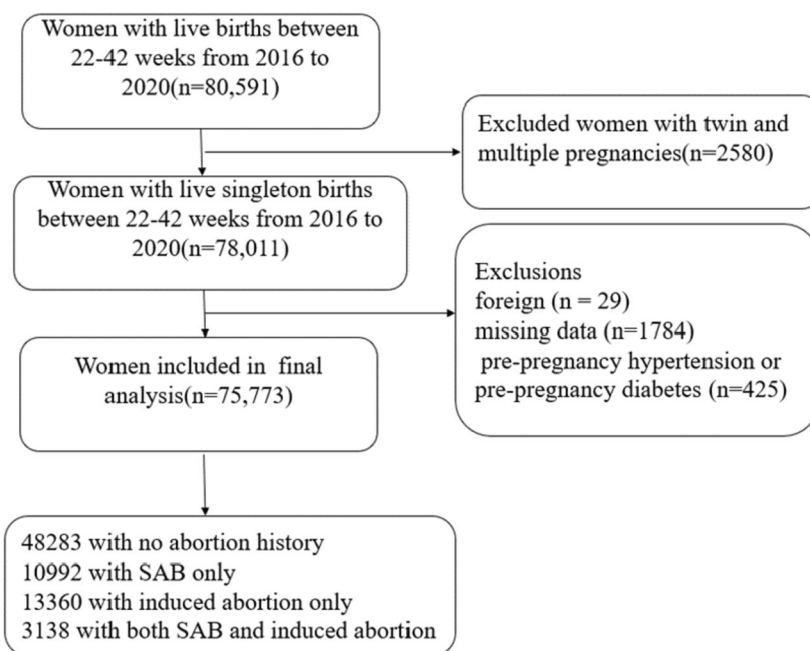 Women with live births between
22-42 weeks from 2016 to
2020(n=80,591)
Excluded women with twin and
multiple pregnancies(n=2580)
Women with live singleton births
between 22-42 weeks from 2016 to
2020(n=78,011)
Exclusions
foreign (n = 29)
missing data (n=1784)
pre-pregnancy hypertension or
pre-pregnancy diabetes (n=425)
Women included in final
analysis(n=75,773)
48283 with no abortion history
10992 with SAB only
13360 with induced abortion only
3138 with both SAB and induced abortion